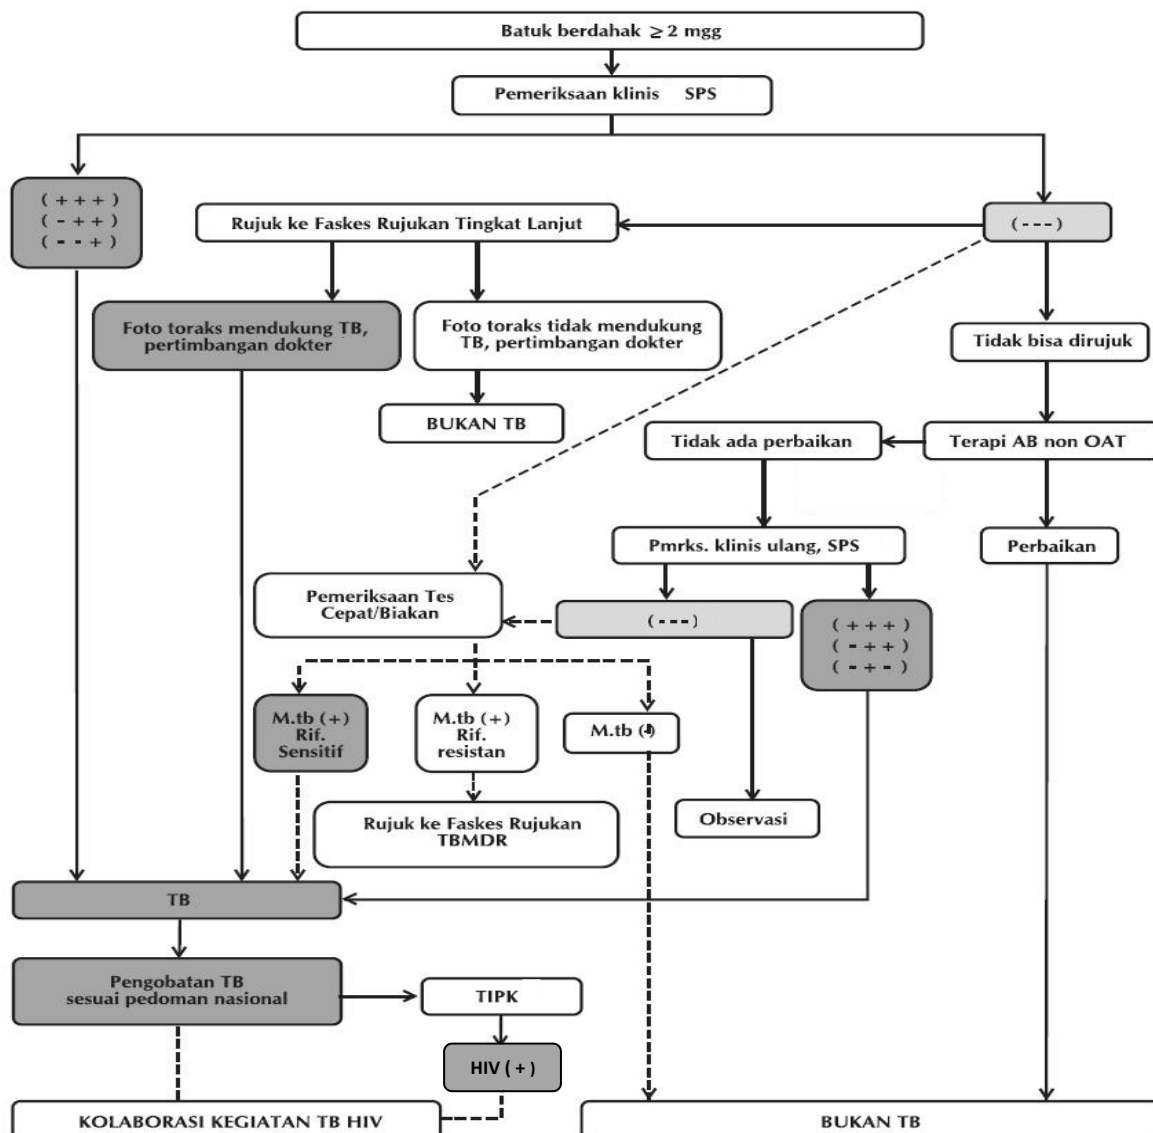 Batuk berdahak ≥ 2 mgg
Pemeriksaan klinis SPS
( + + + )
( - + + )
( - - + )
Rujuk ke Faskes Rujukan Tingkat Lanjut
( - - - )
Foto toraks mendukung TB,
pertimbangan dokter
Foto toraks tidak mendukung
TB, pertimbangan dokter
Tidak bisa dirujuk
BUKAN TB
Tidak ada perbaikan
Terapi AB non OAT
Pmrks. klinis ulang, SPS
Perbaikan
Pemeriksaan Tes
Cepat/Biakan
( - - - )
( + + + )
( - + + )
( - + - )
M.tb (+)
Rif.
Sensitif
M.tb (+)
Rif.
resistan
M.tb (-)
Rujuk ke Faskes Rujukan
TBMDR
Observasi
TB
Pengobatan TB
sesuai pedoman nasional
TIPK
HIV ( + )
KOLABORASI KEGIATAN TB HIV
BUKAN TB